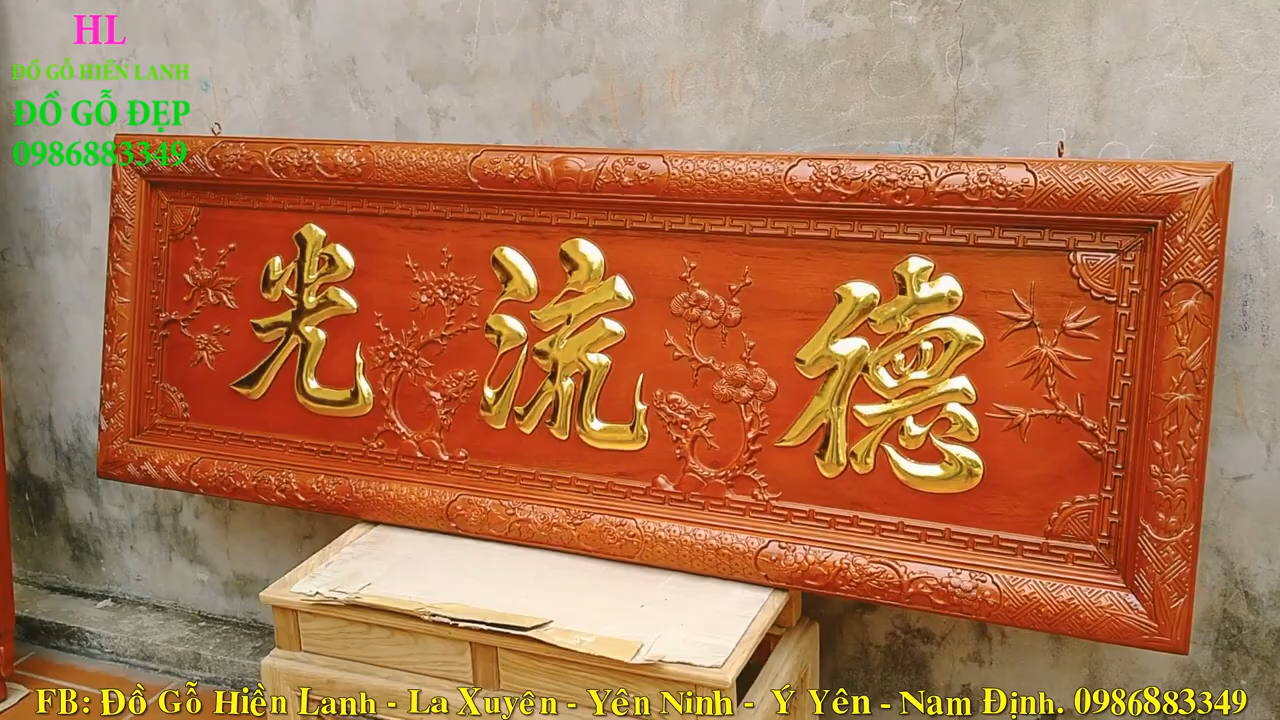 HL
ĐỒ GỖ HIỀN LANH
ĐỒ GỖ ĐẸP
0986883349
光流德
FB: Đồ Gỗ Hiền Lanh - La Xuyên - Yên Ninh - Ý Yên - Nam Định. 0986883349